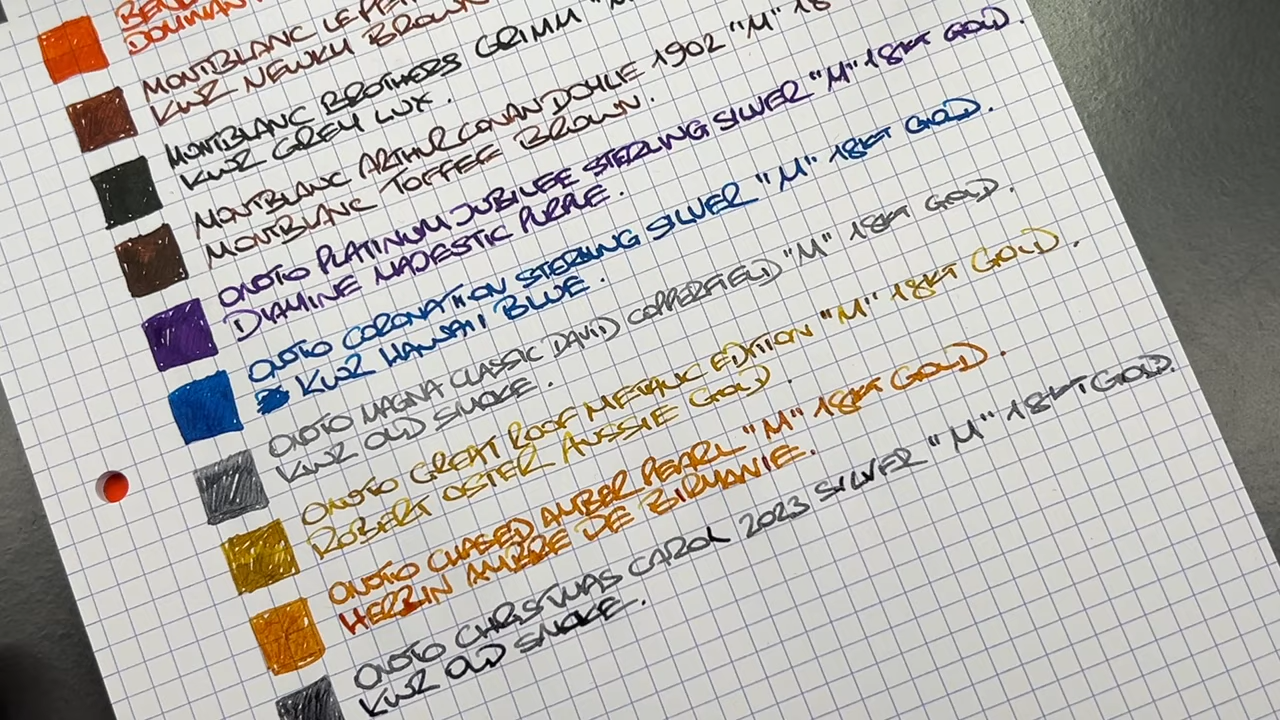 DOMINANT
MONTBLANC LE PETIT
KWZ NEWKY BROWN
MONTBLANC BROTHERS GRIMM "M"
KWZ GREY LUX.
MONTBLANC ARTHUR CONAN DOYLE 1902 "M" 18
MONTBLANC TOFFEE BROWN.
ONOTO PLATINUM JUBILEE STERLING SILVER "M" 18KT GOLD.
DIAMINE MAJESTIC PURPLE.
ONOTO CORONATION STERLING SILVER "M" 18KT GOLD.
KWZ HAWAII BLUE.
ONOTO MAGNA CLASSIC DAVID COPPERFIELD "M" 18KT GOLD.
KWZ OLD SMOKE.
ONOTO GREAT ROOF METALIC EDITION "M" 18KT GOLD.
ROBERT OSTER AUSSIE GOLD.
ONOTO CHASED AMBER PEARL "M" 18KT GOLD.
HERBIN AMBRE DE BIRMANIE.
ONOTO CHRISTMAS CAROL 2023 SILVER "M" 18KT GOLD.
KWZ OLD SMOKE.